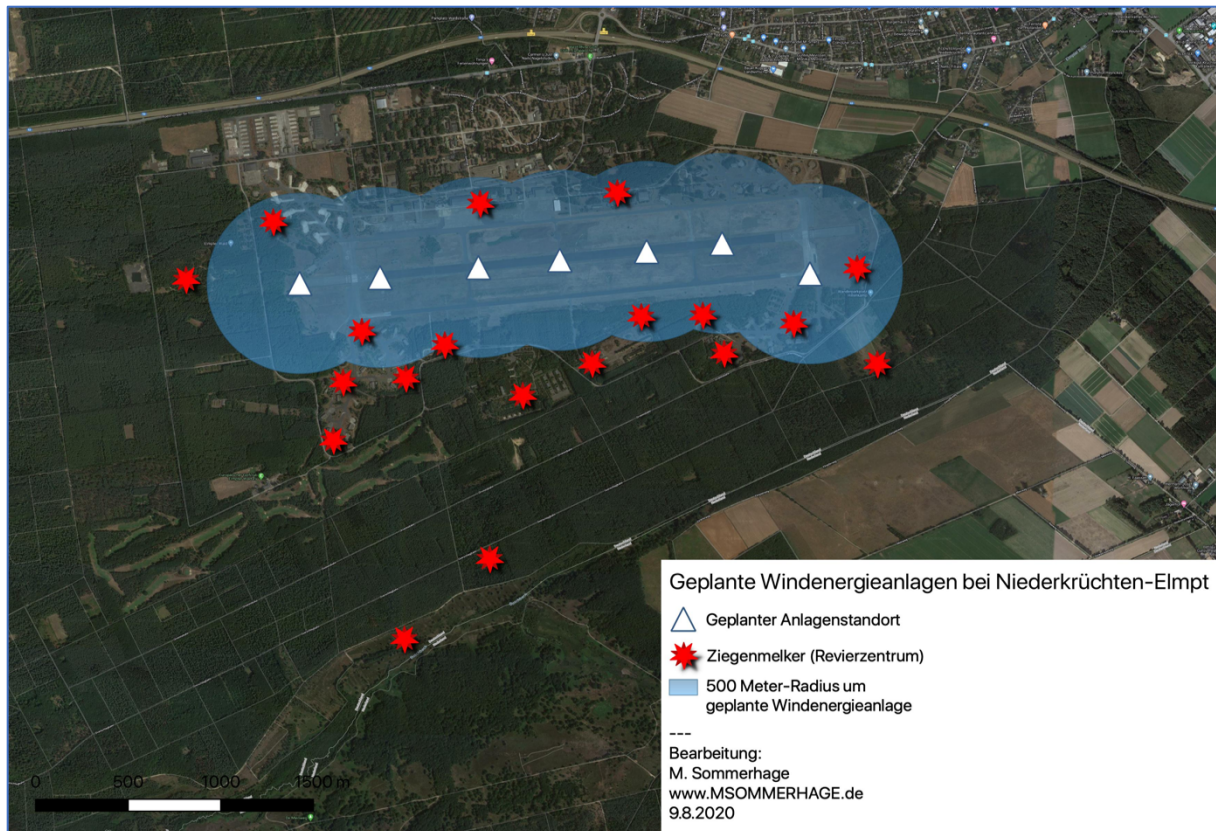 Geplante Windenergieanlagen bei Niederkrüchten-Elmpt
Geplanter Anlagenstandort
Ziegenmelker (Revierzentrum)
500 Meter-Radius um
geplante Windenergieanlage
---
Bearbeitung:
M. Sommerhage
www.MSOMMERHAGE.de
9.8.2020
0 500 1000 1500 m